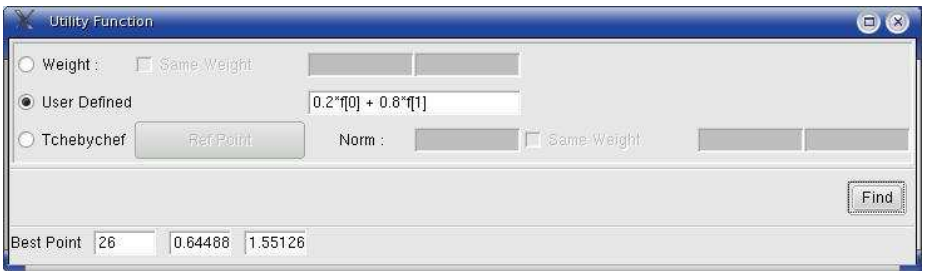 Utility Function
Weight : Same Weight
User Defined 0.2*f[0] + 0.8*f[1]
Tchebychef Ref Point Norm : Same Weight
Find
Best Point 26 0.64488 1.55126